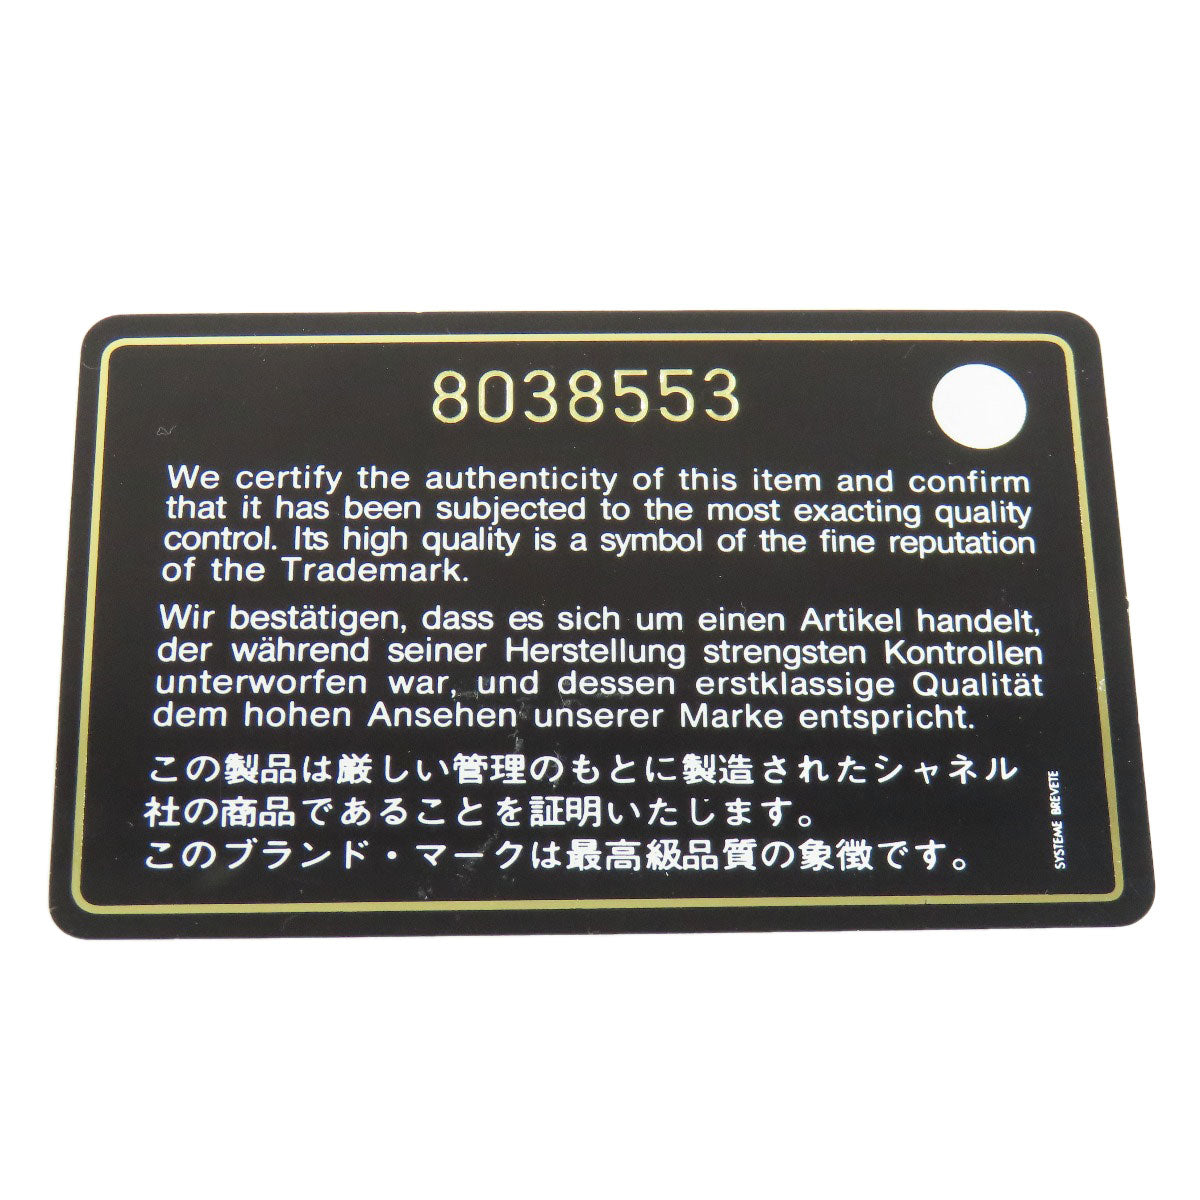 8038553
We certify the authenticity of this item and confirm
that it has been subjected to the most exacting quality
control. Its high quality is a symbol of the fine reputation
of the Trademark.
Wir bestätigen, dass es sich um einen Artikel handelt,
der während seiner Herstellung strengsten Kontrollen
unterworfen war, und dessen erstklassige Qualität
dem hohen Ansehen unserer Marke entspricht.
この製品は厳しい管理のもとに製造されたシャネル
社の商品であることを証明いたします。
このブランド・マークは最高級品質の象徴です。
SYSTEME BREVETE